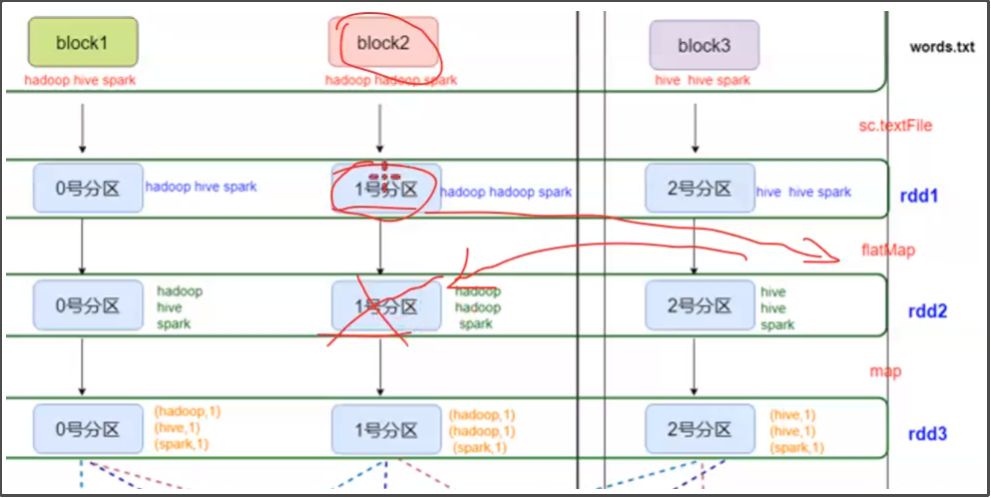 block1
block2
block3
words.txt
hadoop hive spark
hadoop hadoop spark
hive hive spark
sc.textFile
0号分区
hadoop hive spark
1号分区
hadoop hadoop spark
2号分区
hive hive spark
rdd1
flatMap
0号分区
hadoop
hive
spark
1号分区
hadoop
hadoop
spark
2号分区
hive
hive
spark
rdd2
map
0号分区
(hadoop,1)
(hive,1)
(spark,1)
1号分区
(hadoop,1)
(hadoop,1)
(spark,1)
2号分区
(hive,1)
(hive,1)
(spark,1)
rdd3